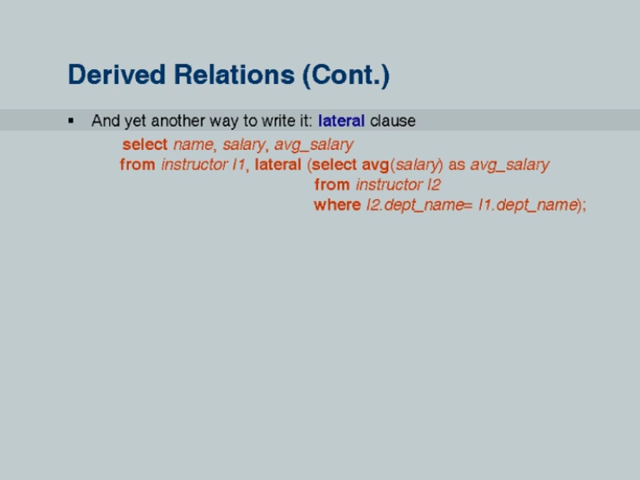 Derived Relations (Cont.)
▪ And yet another way to write it: lateral clause
select name, salary, avg_salary
from instructor I1, lateral (select avg(salary) as avg_salary
from instructor I2
where I2.dept_name= I1.dept_name);